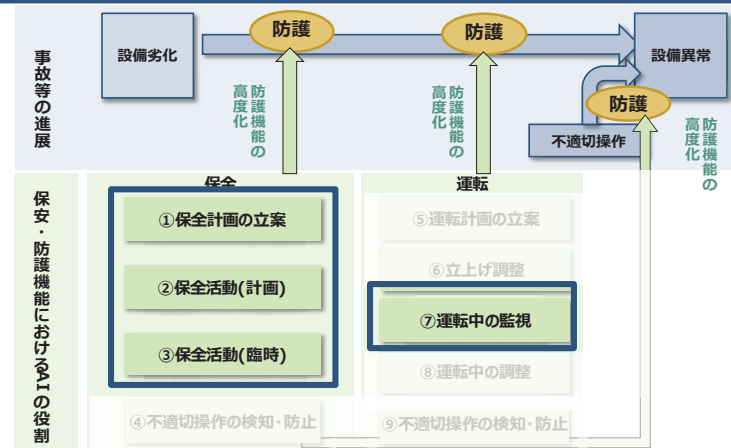 事故等の進展
設備劣化
防護
防護
設備異常
防護
不適切操作
防護機能の
高度化
防護機能の
高度化
防護機能の
高度化
保安・防護機能におけるAIの役割
保全
①保全計画の立案
②保全活動(計画)
③保全活動(臨時)
④不適切操作の検知・防止
運転
⑤運転計画の立案
⑥立上げ調整
⑦運転中の監視
⑧運転中の調整
⑨不適切操作の検知・防止